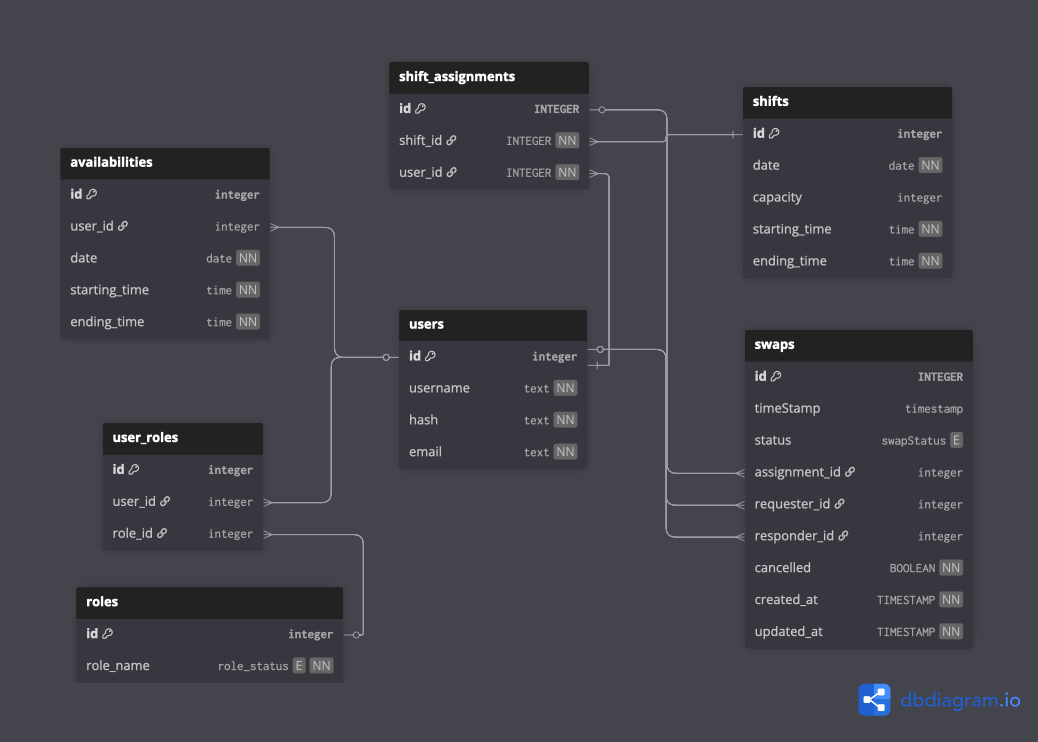 shift_assignments
id INTEGER
shift_id INTEGER NN
user_id INTEGER NN
shifts
id integer
date date NN
capacity integer
starting_time time NN
ending_time time NN
availabilities
id integer
user_id integer
date date NN
starting_time time NN
ending_time time NN
users
id integer
username text NN
hash text NN
email text NN
swaps
id INTEGER
timeStamp timestamp
status swapStatus E
assignment_id integer
requester_id integer
responder_id integer
cancelled BOOLEAN NN
created_at TIMESTAMP NN
updated_at TIMESTAMP NN
user_roles
id integer
user_id integer
role_id integer
roles
id integer
role_name role_status E NN
dbdiagram.io